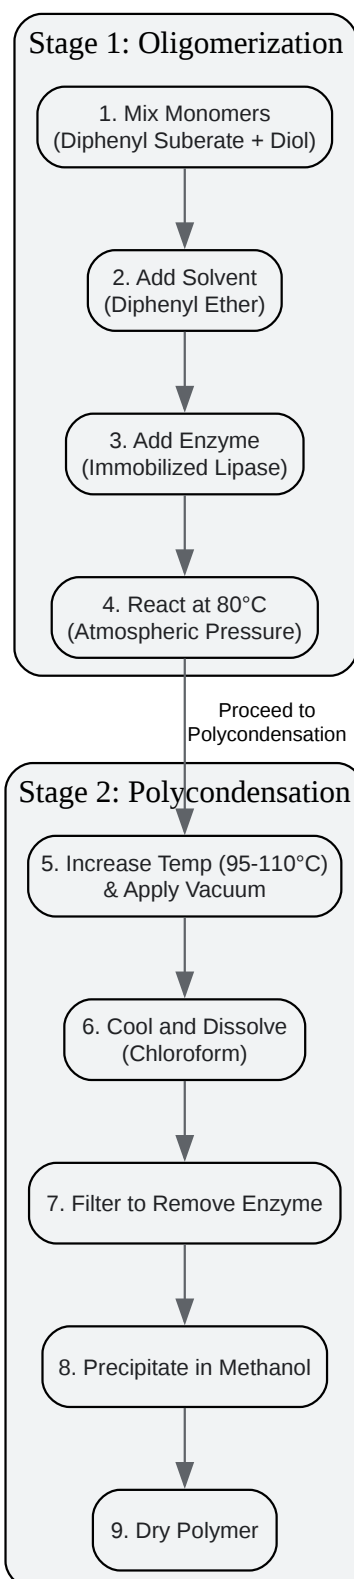 Stage 1: Oligomerization
1. Mix Monomers
(Diphenyl Suberate + Diol)
2. Add Solvent
(Diphenyl Ether)
3. Add Enzyme
(Immobilized Lipase)
4. React at 80°C
(Atmospheric Pressure)
Proceed to
Polycondensation
Stage 2: Polycondensation
5. Increase Temp (95-110°C)
& Apply Vacuum
6. Cool and Dissolve
(Chloroform)
7. Filter to Remove Enzyme
8. Precipitate in Methanol
9. Dry Polymer